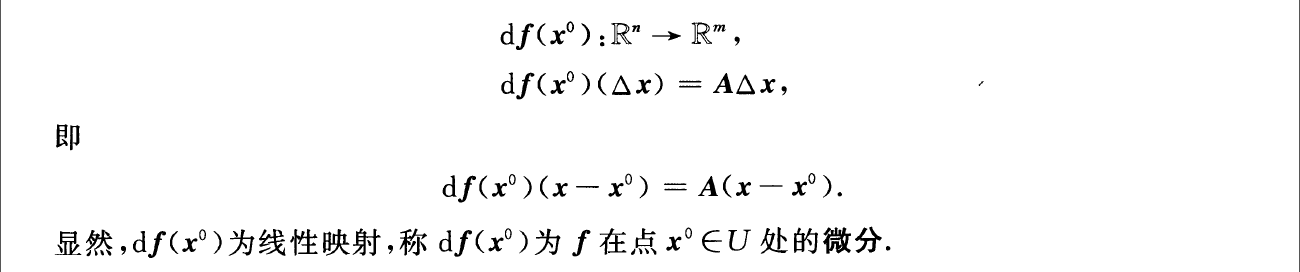 d𝒇(𝒙⁰):ℝⁿ → ℝᵐ,
d𝒇(𝒙⁰)(Δ𝒙) = 𝑨Δ𝒙,
即
d𝒇(𝒙⁰)(𝒙 − 𝒙⁰) = 𝑨(𝒙 − 𝒙⁰).
显然,d𝒇(𝒙⁰)为线性映射,称 d𝒇(𝒙⁰)为 𝒇 在点 𝒙⁰∈U 处的微分.